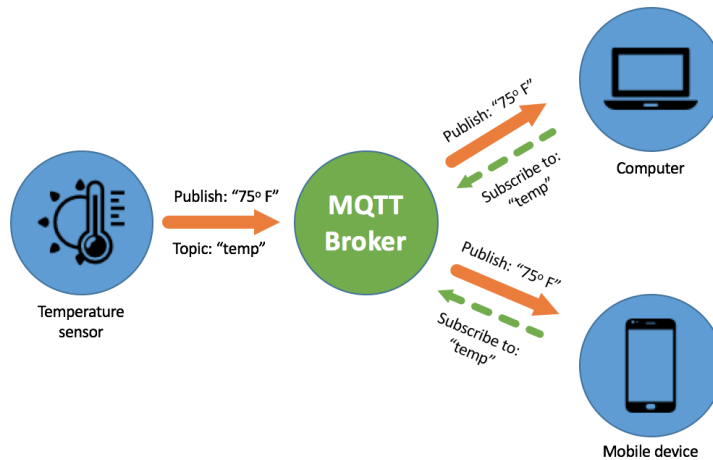 Publish: “75º F”
Topic: “temp”
Temperature
sensor
MQTT
Broker
Publish: “75º F”
Subscribe to:
“temp”
Computer
Publish: “75º F”
Subscribe to:
“temp”
Mobile device